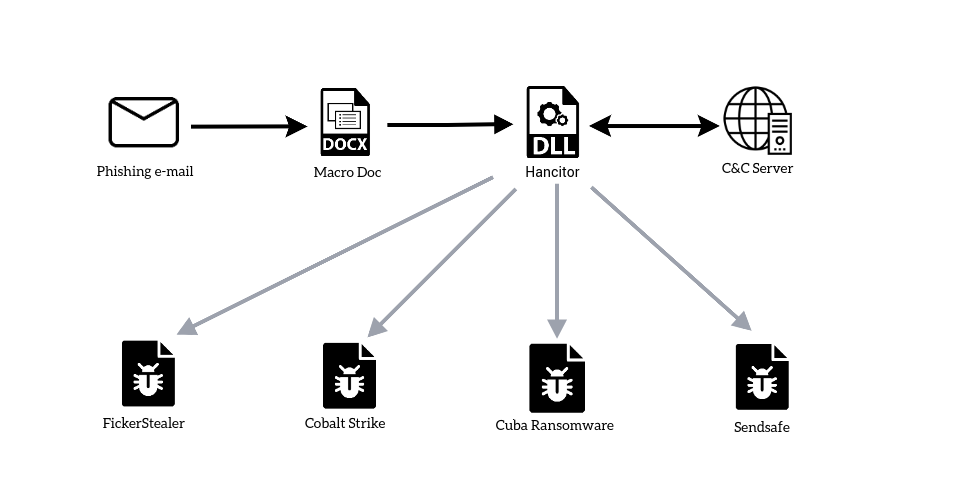 DOCX
DLL
Phishing e-mail
Macro Doc
Hancitor
C&C Server
FickerStealer
Cobalt Strike
Cuba Ransomware
Sendsafe